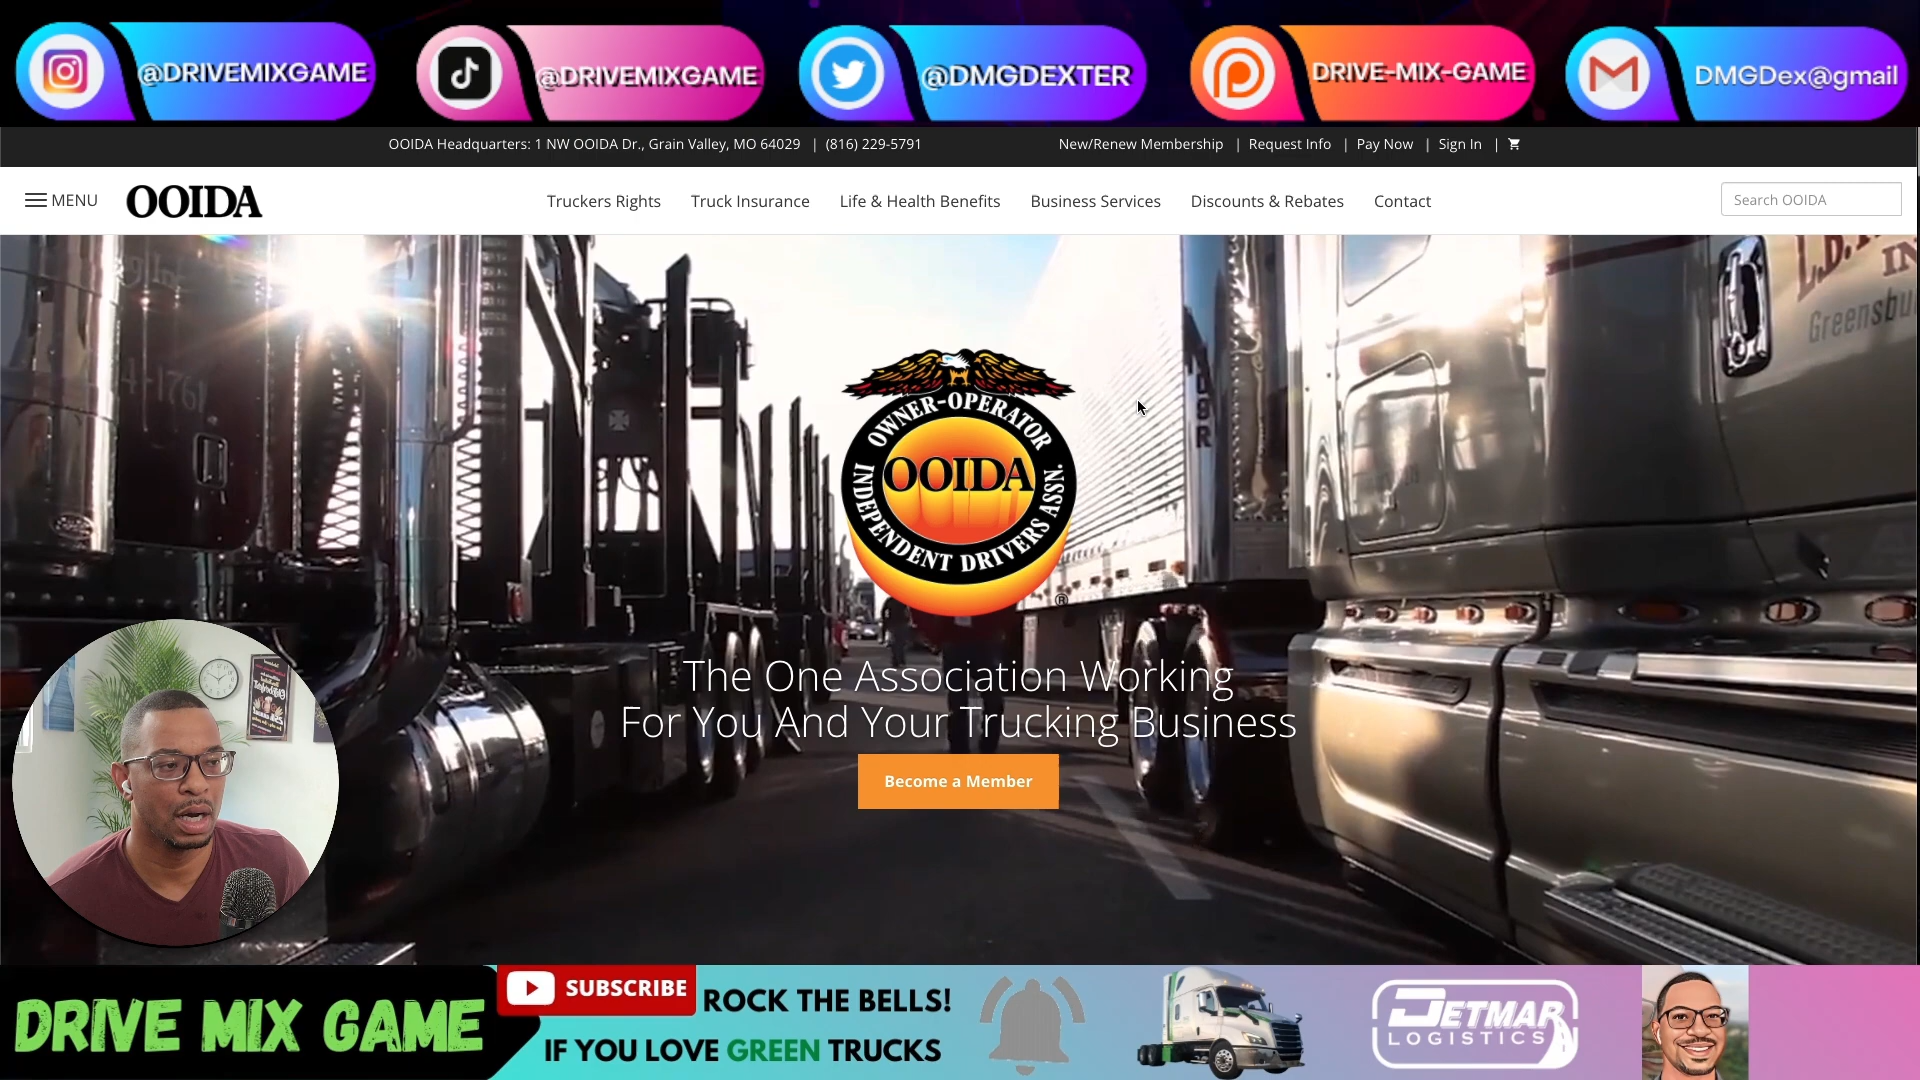 @DRIVEMIXGAME
@DRIVEMIXGAME
@DMGDEXTER
DRIVE-MIX-GAME
DMGDex@gmail
OOIDA Headquarters: 1 NW OOIDA Dr., Grain Valley, MO 64029 | (816) 229-5791
New/Renew Membership | Request Info | Pay Now | Sign In |
MENU
OOIDA
Truckers Rights
Truck Insurance
Life & Health Benefits
Business Services
Discounts & Rebates
Contact
Search OOIDA
OWNER-OPERATOR
OOIDA
INDEPENDENT DRIVERS ASSN.
®
The One Association Working
For You And Your Trucking Business
Become a Member
DRIVE MIX GAME
SUBSCRIBE
ROCK THE BELLS!
IF YOU LOVE GREEN TRUCKS
JETMAR
LOGISTICS